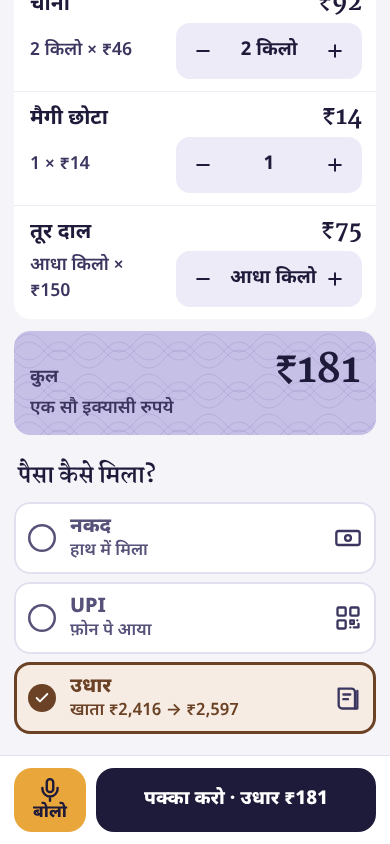 चीनी
₹92
2 किलो × ₹46
− 2 किलो +
मैगी छोटा
₹14
1 × ₹14
− 1 +
तूर दाल
₹75
आधा किलो ×
₹150
− आधा किलो +
कुल
₹181
एक सौ इक्यासी रुपये
पैसा कैसे मिला?
नकद
हाथ में मिला
UPI
फ़ोन पे आया
उधार
खाता ₹2,416 → ₹2,597
बोलो
पक्का करो · उधार ₹181